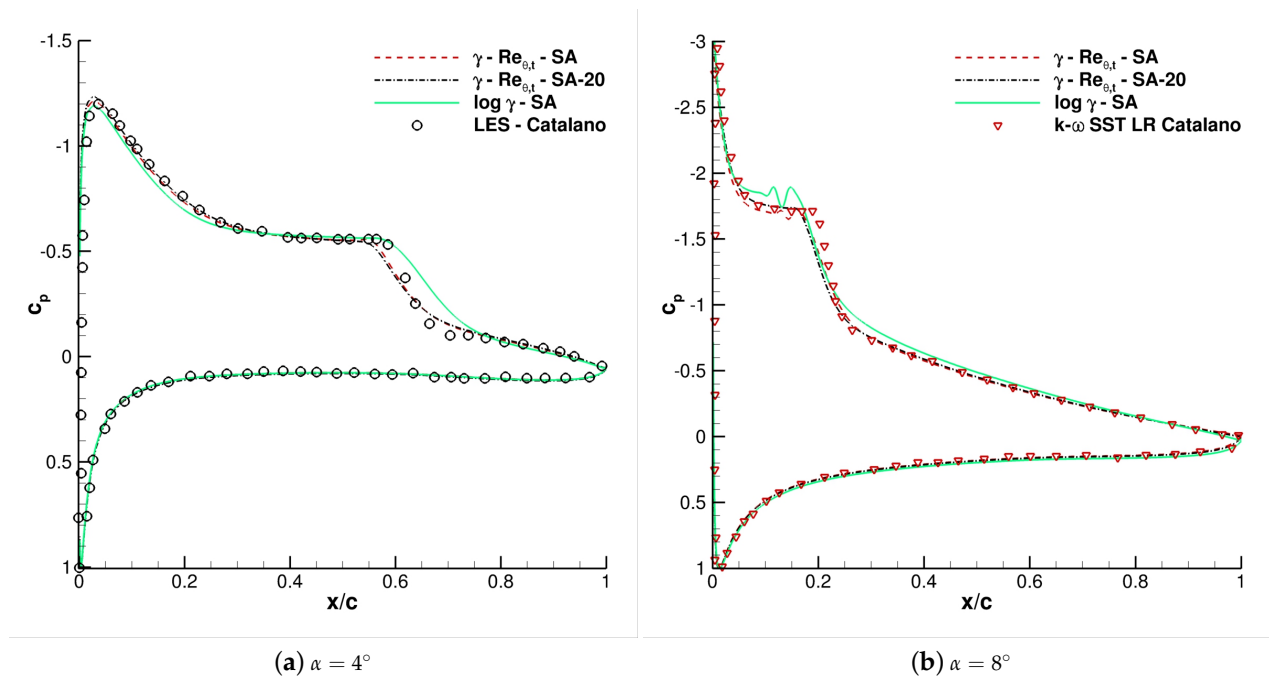 -1.5
-1
-0.5
0
0.5
1
c_p
0 0.2 0.4 0.6 0.8 1
x/c
γ - Re_θ,t - SA
γ - Re_θ,t - SA-20
log γ - SA
LES - Catalano
(a) α = 4°
-3
-2.5
-2
-1.5
-1
-0.5
0
0.5
1
c_p
0 0.2 0.4 0.6 0.8 1
x/c
γ - Re_θ,t - SA
γ - Re_θ,t - SA-20
log γ - SA
k-ω SST LR Catalano
(b) α = 8°